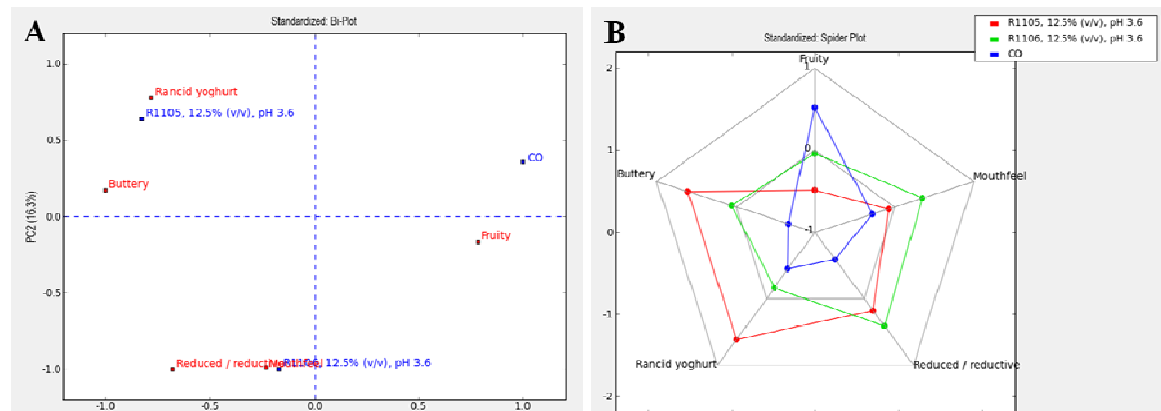 A
Standardized: Bi-Plot
1.0
0.5
0.0
-0.5
-1.0
PC2 (16.3%)
Rancid yoghurt
R1105, 12.5% (v/v), pH 3.6
CO
Buttery
Fruity
Reduced / reductive
R1106, 12.5% (v/v), pH 3.6
-1.0
-0.5
0.0
0.5
1.0
B
Standardized: Spider Plot
R1105, 12.5% (v/v), pH 3.6
R1106, 12.5% (v/v), pH 3.6
CO
2
1
0
-1
-2
Fruity
1
0
-1
Buttery
Mouthfeel
Rancid yoghurt
Reduced / reductive